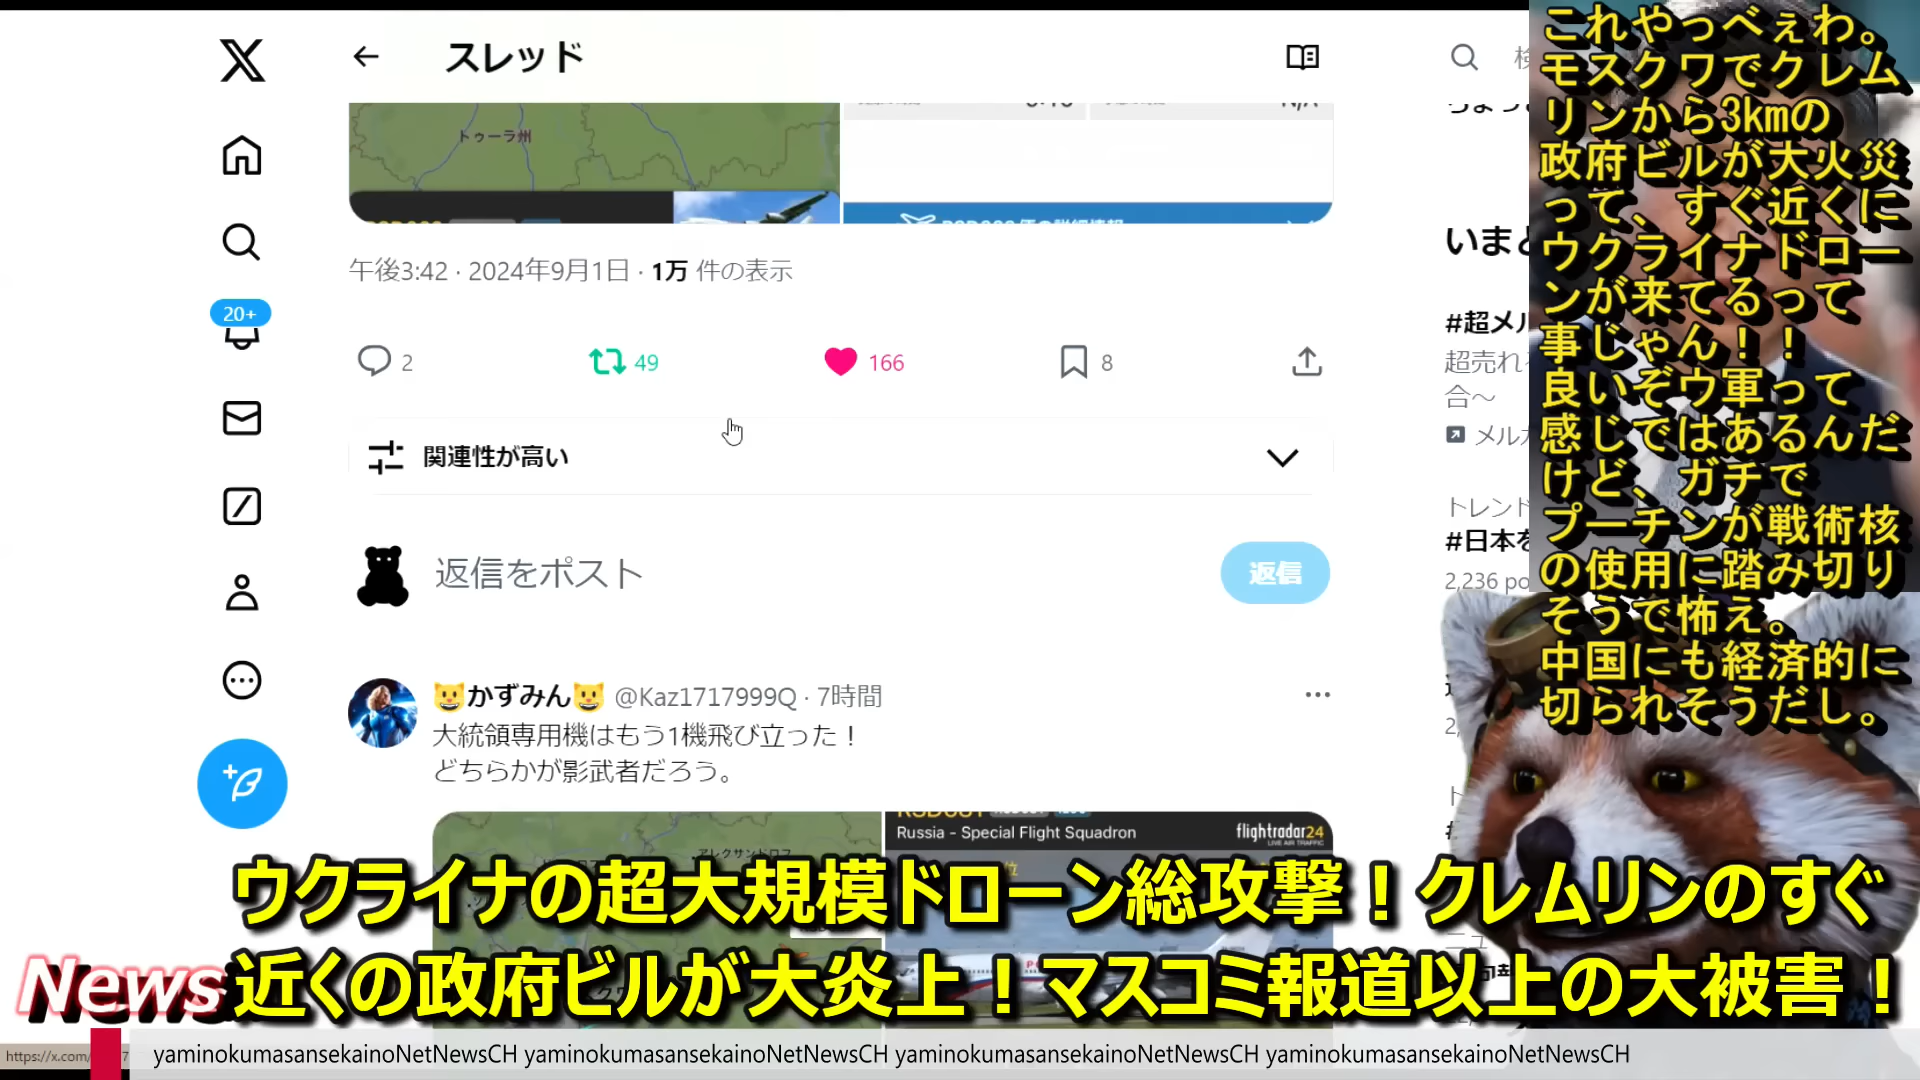 スレッド
トゥーラ州
午後3:42 · 2024年9月1日 · 1万 件の表示
20+
2
49
166
8
関連性が高い
返信をポスト
返信
😺かずみん😺 @Kaz1717999Q · 7時間
大統領専用機はもう1機飛び立った！
どちらかが影武者だろう。
Russia - Special Flight Squadron
flightradar24
LIVE AIR TRAFFIC
いまと
#超メル
超売れ
合〜
メルカ
トレンド
#日本を
2,236 po
これやっべぇわ。
モスクワでクレム
リンから3kmの
政府ビルが大火災
って、すぐ近くに
ウクライナドロー
ンが来てるって
事じゃん！！
良いぞウ軍って
感じではあるんだ
けど、ガチで
プーチンが戦術核
の使用に踏み切り
そうで怖え。
中国にも経済的に
切られそうだし。
ウクライナの超大規模ドローン総攻撃！クレムリンのすぐ
近くの政府ビルが大炎上！マスコミ報道以上の大被害！
News
https://x.com/
yaminokumasansekainoNetNewsCH yaminokumasansekainoNetNewsCH yaminokumasansekainoNetNewsCH yaminokumasansekainoNetNewsCH